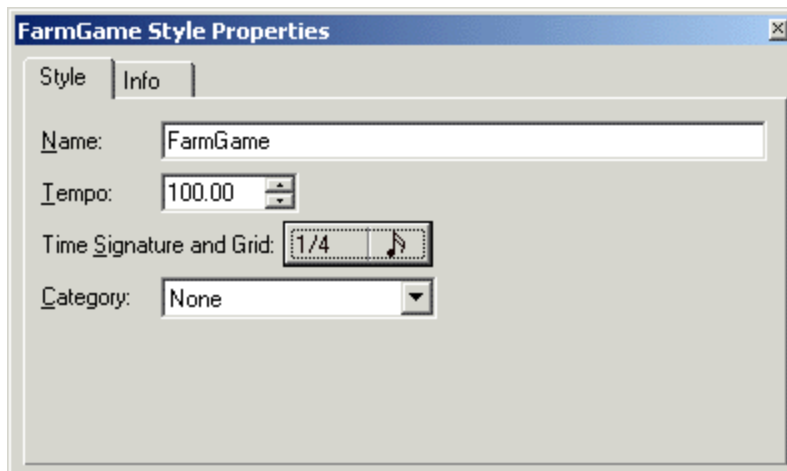 FarmGame Style Properties
Style Info
Name: FarmGame
Tempo: 100.00
Time Signature and Grid: 1/4
Category: None